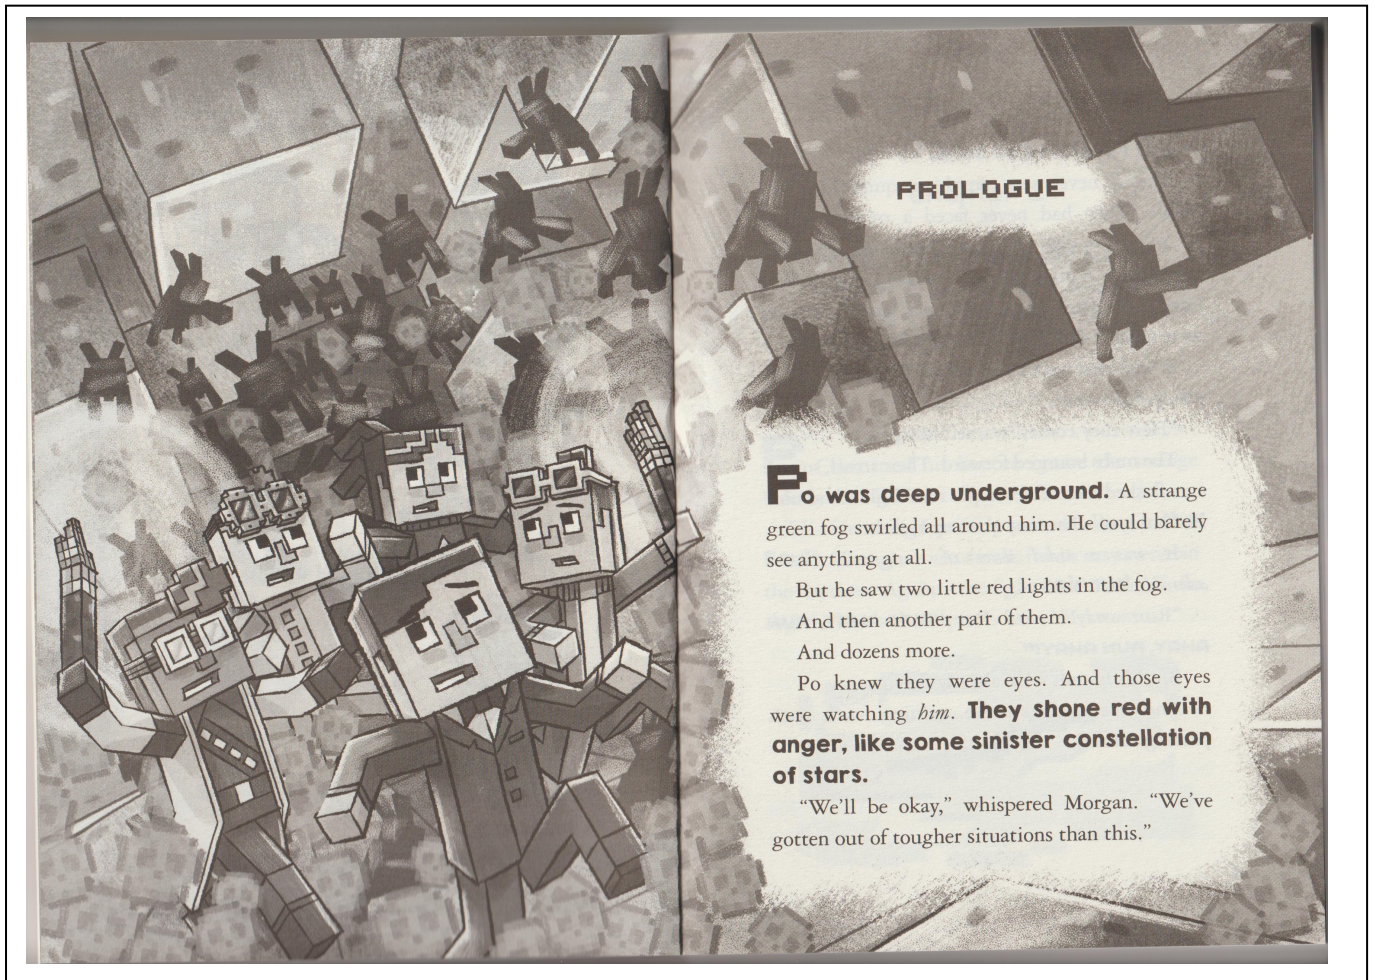 PROLOGUE
Po was deep underground. A strange
green fog swirled all around him. He could barely
see anything at all.
But he saw two little red lights in the fog.
And then another pair of them.
And dozens more.
Po knew they were eyes. And those eyes
were watching him. They shone red with
anger, like some sinister constellation
of stars.
“We’ll be okay,” whispered Morgan. “We’ve
gotten out of tougher situations than this.”